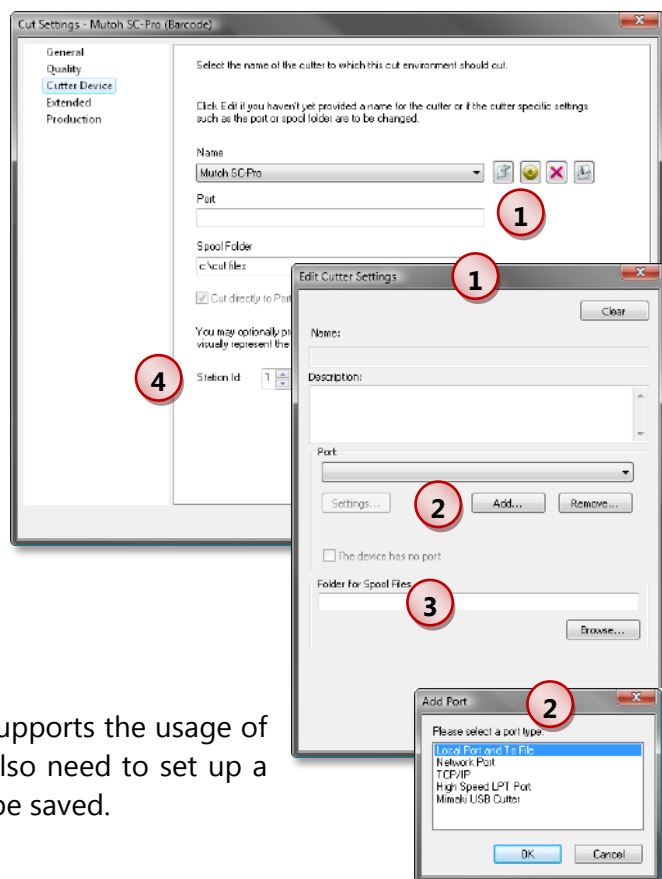 Cut Settings - Mutoh SC-Pro (Barcode)
General
Quality
Cutter Device
Extended
Production
Select the name of the cutter to which this cut environment should cut.
Click Edit if you haven't yet provided a name for the cutter or if the cutter specific settings
such as the port or spool folder are to be changed.
Name
Mutoh SC-Pro
Port
1
Spool Folder
c:\cut files
Cut directly to Port
You may optionally pr
visually represent the
4
Station Id:
1
Edit Cutter Settings
1
Clear
Name:
Description:
Port
Settings...
2
Add...
Remove...
The device has no port
Folder for Spool Files
3
Browse...
Add Port
2
Please select a port type:
Local Port and To File
Network Port
TCP/IP
High Speed LPT Port
Mimaki USB Cutter
OK
Cancel
upports the usage of
lso need to set up a
be saved.